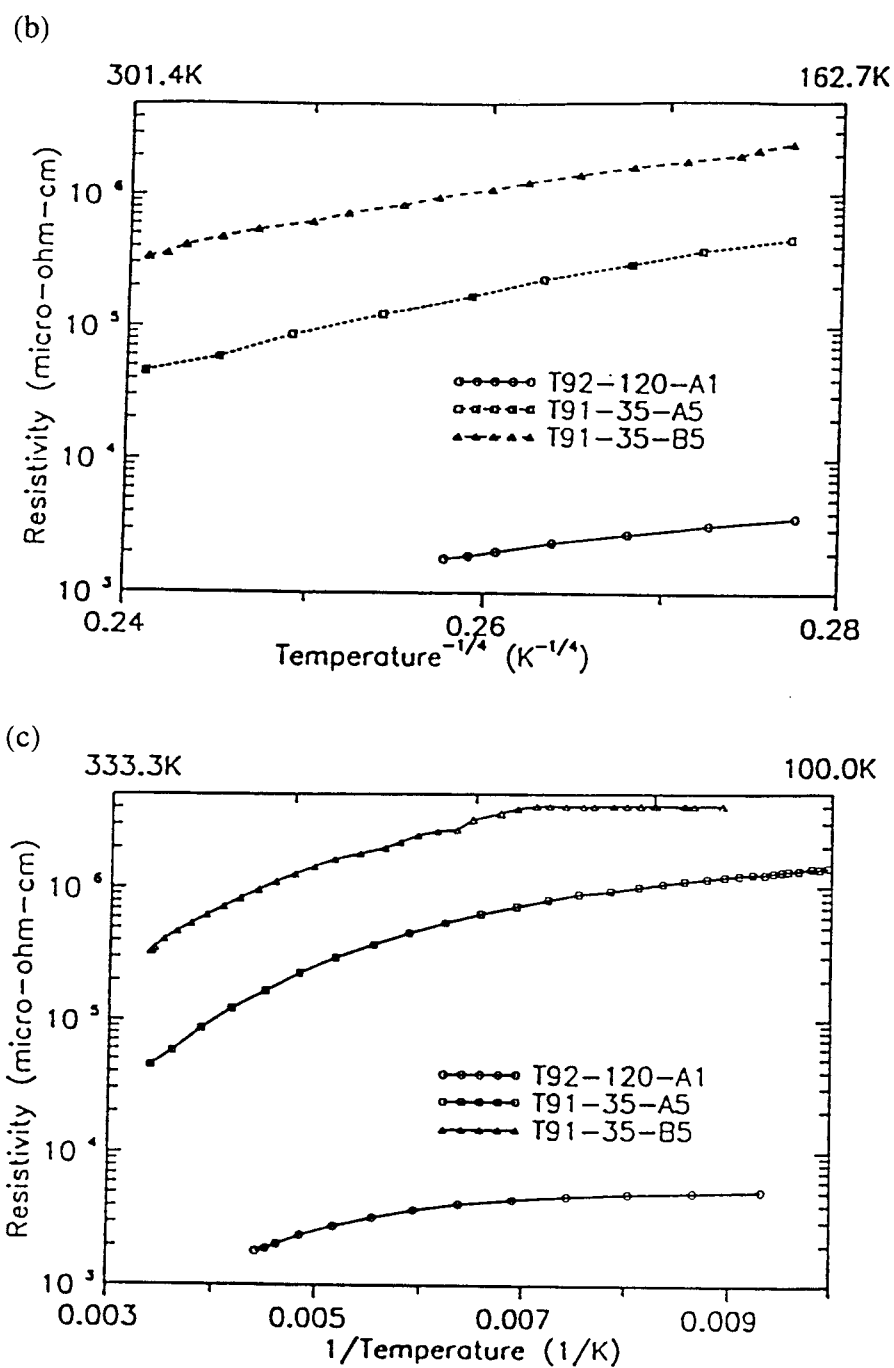 (b)
301.4K 162.7K
Resistivity (micro-ohm-cm)
10⁶
10⁵
10⁴
10³
T92-120-A1
T91-35-A5
T91-35-B5
0.24 0.26 0.28
Temperature⁻¹/⁴ (K⁻¹/⁴)
(c)
333.3K 100.0K
Resistivity (micro-ohm-cm)
10⁶
10⁵
10⁴
10³
T92-120-A1
T91-35-A5
T91-35-B5
0.003 0.005 0.007 0.009
1/Temperature (1/K)